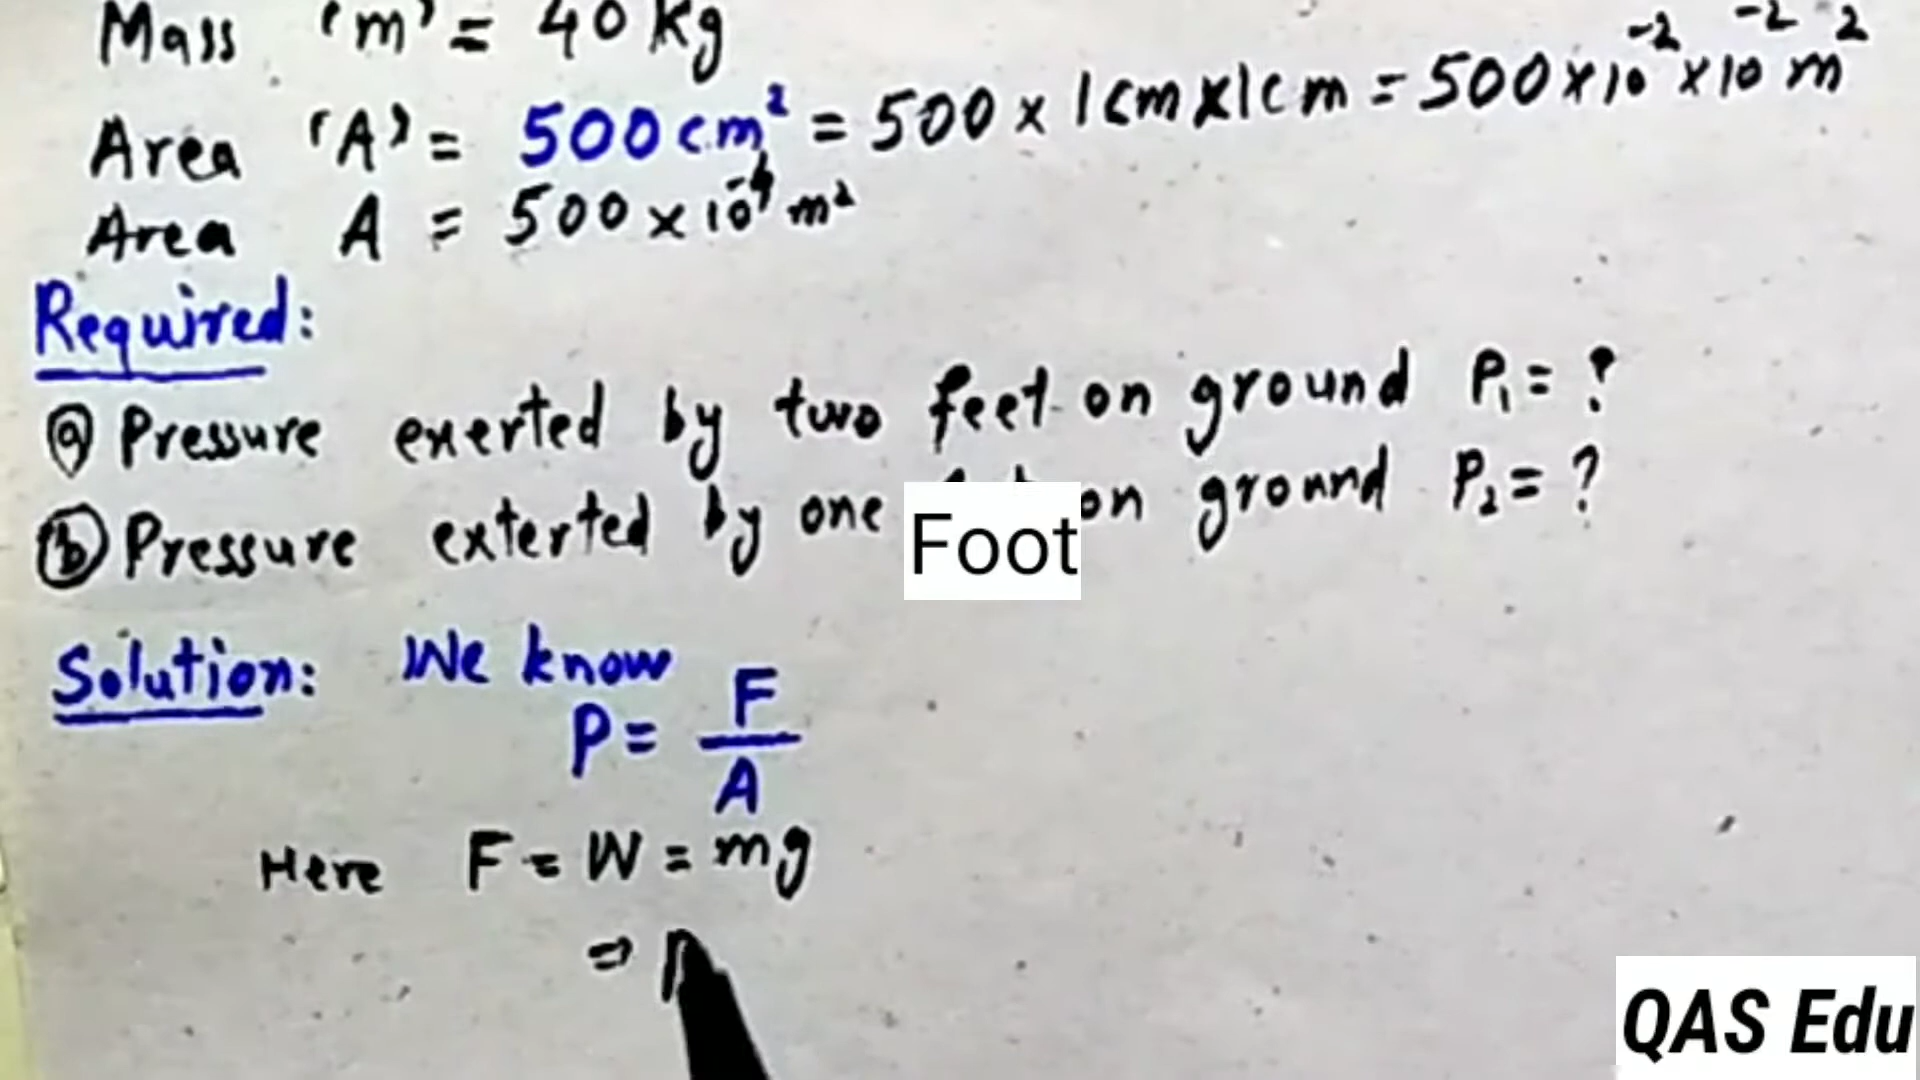 Mass 'm' = 40 Kg
Area 'A' = 500 cm² = 500 × 1cm × 1cm = 500 × 10⁻² × 10⁻² m²
Area A = 500 × 10⁻⁴ m²
Required:
ⓐ Pressure exerted by two feet on ground P₁ = ?
ⓑ Pressure exterted by one Foot on ground P₂ = ?
Solution: We know
P = F/A
Here F = W = mg
⇒
QAS Edu